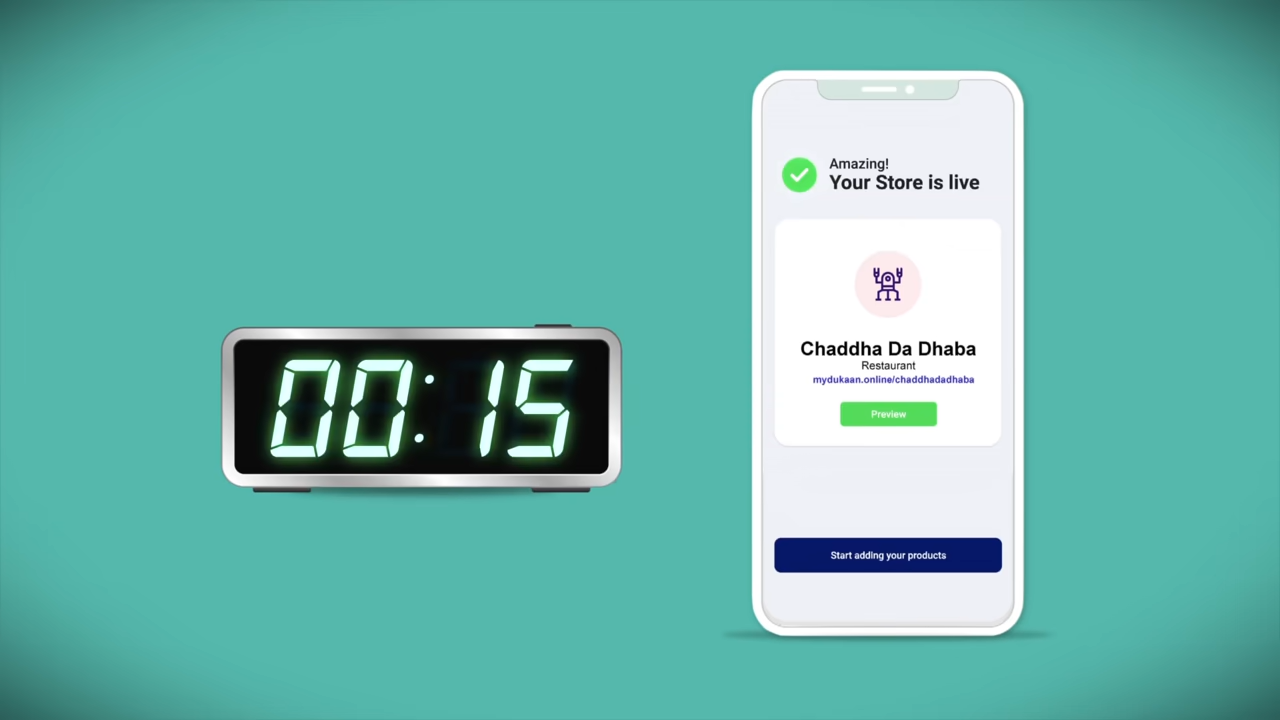 00:15
Amazing!
Your Store is live
Chaddha Da Dhaba
Restaurant
mydukaan.online/chaddhadadhaba
Preview
Start adding your products